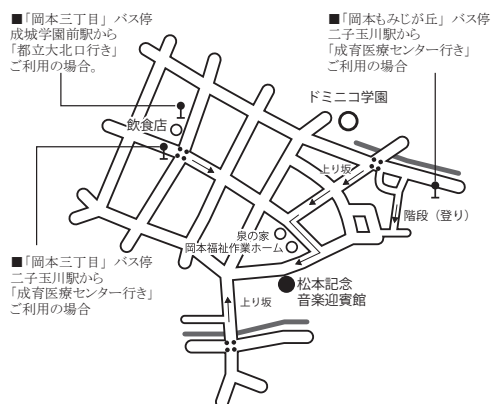 ■「岡本三丁目」バス停
成城学園前駅から
「都立大北口行き」
ご利用の場合。
■「岡本もみじが丘」バス停
二子玉川駅から
「成育医療センター行き」
ご利用の場合
ドミニコ学園
飲食店
上り坂
階段（登り）
泉の家
岡本福祉作業ホーム
■「岡本三丁目」バス停
二子玉川駅から
「成育医療センター行き」
ご利用の場合
松本記念
音楽迎賓館
上り坂